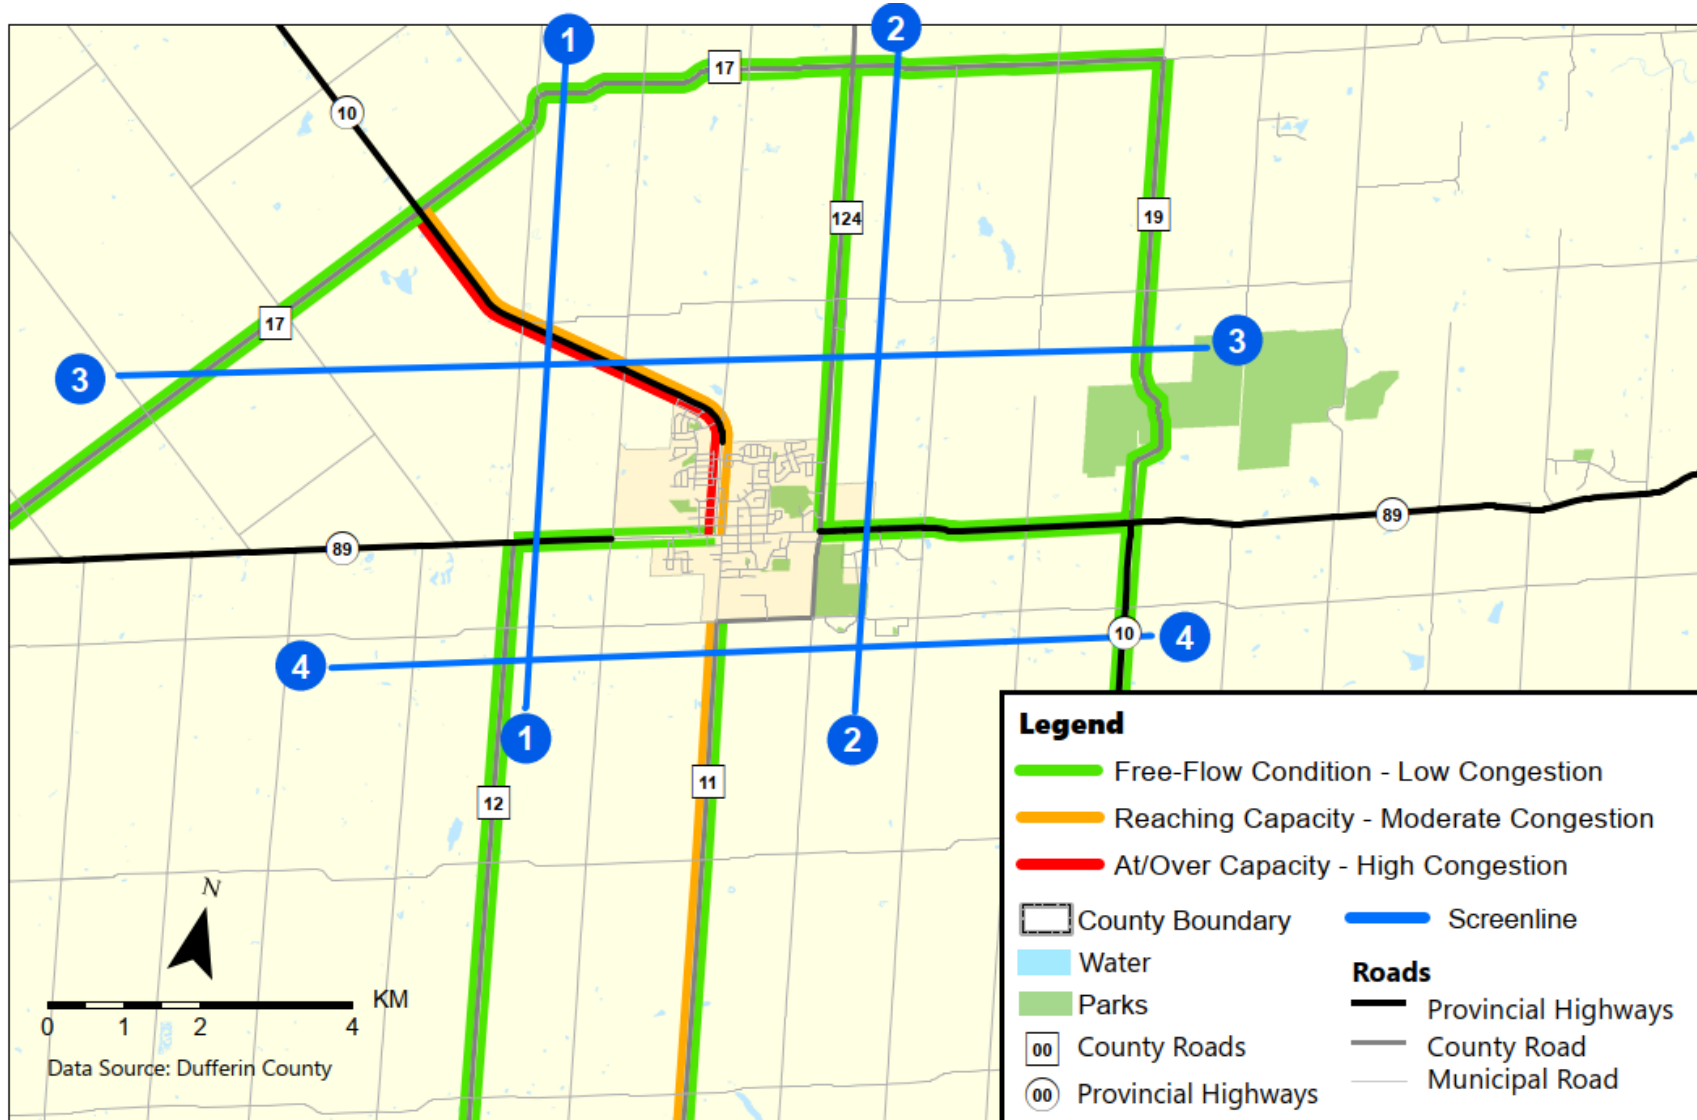 1
2
17
10
124
19
17
3
3
89
89
10
4
4
1
2
12
11
Legend
Free-Flow Condition - Low Congestion
Reaching Capacity - Moderate Congestion
At/Over Capacity - High Congestion
County Boundary
Screenline
Water
Parks
Roads
00 County Roads
00 Provincial Highways
Provincial Highways
County Road
Municipal Road
N
KM
0 1 2 4
Data Source: Dufferin County